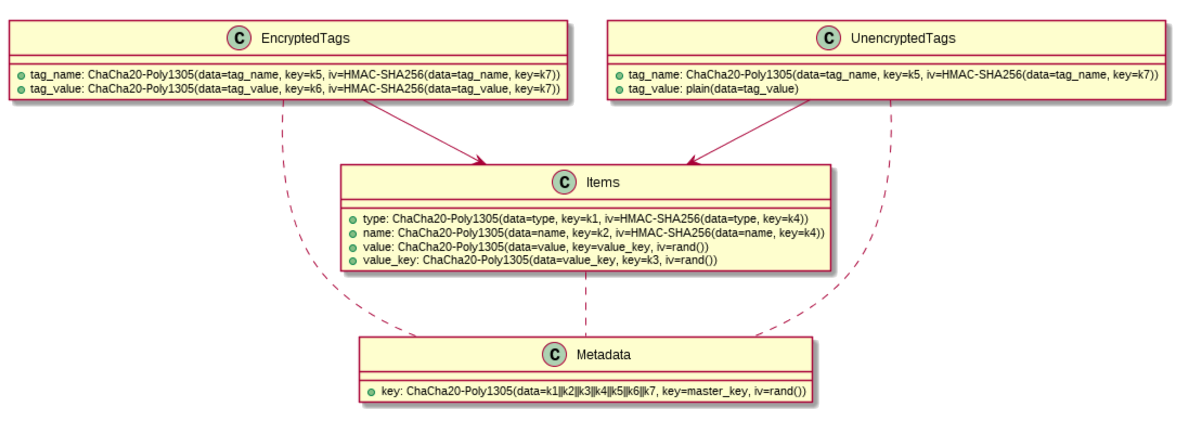 C EncryptedTags
tag_name: ChaCha20-Poly1305(data=tag_name, key=k5, iv=HMAC-SHA256(data=tag_name, key=k7))
tag_value: ChaCha20-Poly1305(data=tag_value, key=k6, iv=HMAC-SHA256(data=tag_value, key=k7))
C UnencryptedTags
tag_name: ChaCha20-Poly1305(data=tag_name, key=k5, iv=HMAC-SHA256(data=tag_name, key=k7))
tag_value: plain(data=tag_value)
C Items
type: ChaCha20-Poly1305(data=type, key=k1, iv=HMAC-SHA256(data=type, key=k4))
name: ChaCha20-Poly1305(data=name, key=k2, iv=HMAC-SHA256(data=name, key=k4))
value: ChaCha20-Poly1305(data=value, key=value_key, iv=rand())
value_key: ChaCha20-Poly1305(data=value_key, key=k3, iv=rand())
C Metadata
key: ChaCha20-Poly1305(data=k1||k2||k3||k4||k5||k6||k7, key=master_key, iv=rand())